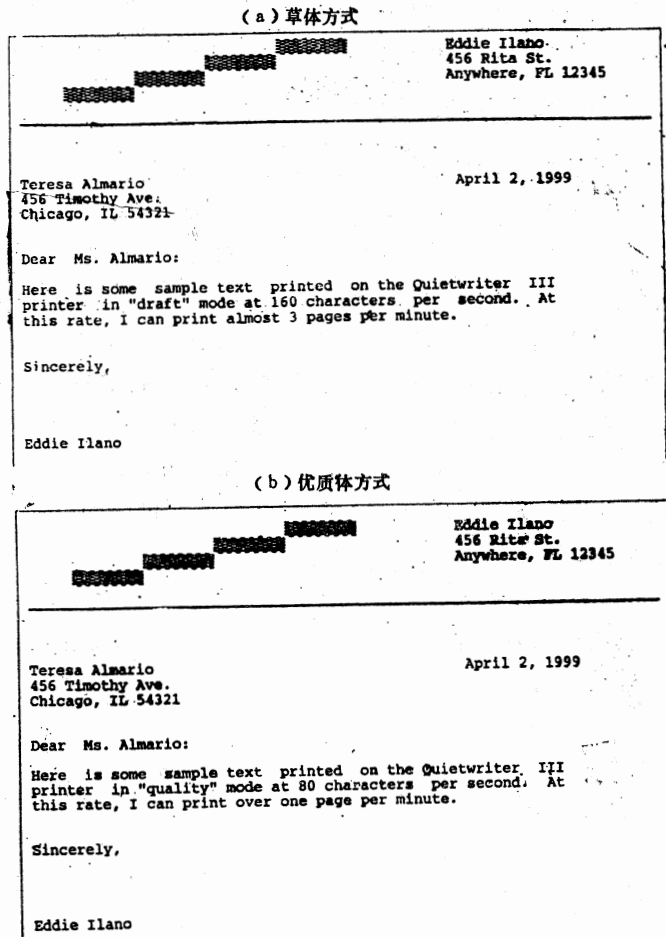 (a)草体方式
Eddie Ilano
456 Rita St.
Anywhere, FL 12345
Teresa Almario
April 2, 1999
456 Timothy Ave.
Chicago, IL 54321
Dear Ms. Almario:
Here is some sample text printed on the Quietwriter III
printer in "draft" mode at 160 characters per second. At
this rate, I can print almost 3 pages per minute.
Sincerely,
Eddie Ilano
(b)优质体方式
Eddie Ilano
456 Rita St.
Anywhere, FL 12345
Teresa Almario
April 2, 1999
456 Timothy Ave.
Chicago, IL 54321
Dear Ms. Almario:
Here is some sample text printed on the Quietwriter III
printer in "quality" mode at 80 characters per second. At
this rate, I can print over one page per minute.
Sincerely,
Eddie Ilano